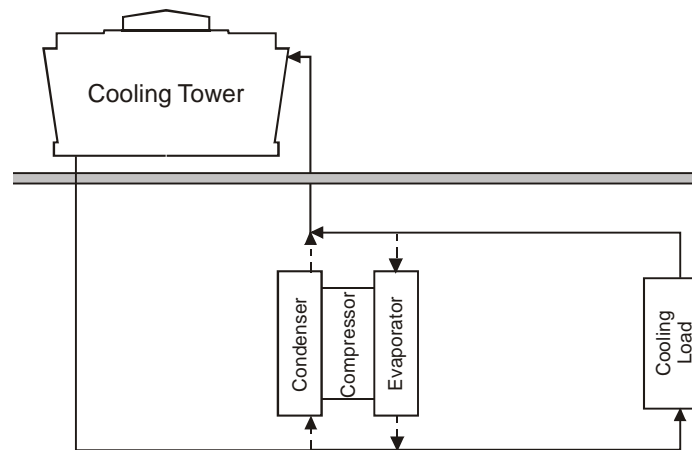 Cooling Tower
Condenser
Compressor
Evaporator
Cooling
Load